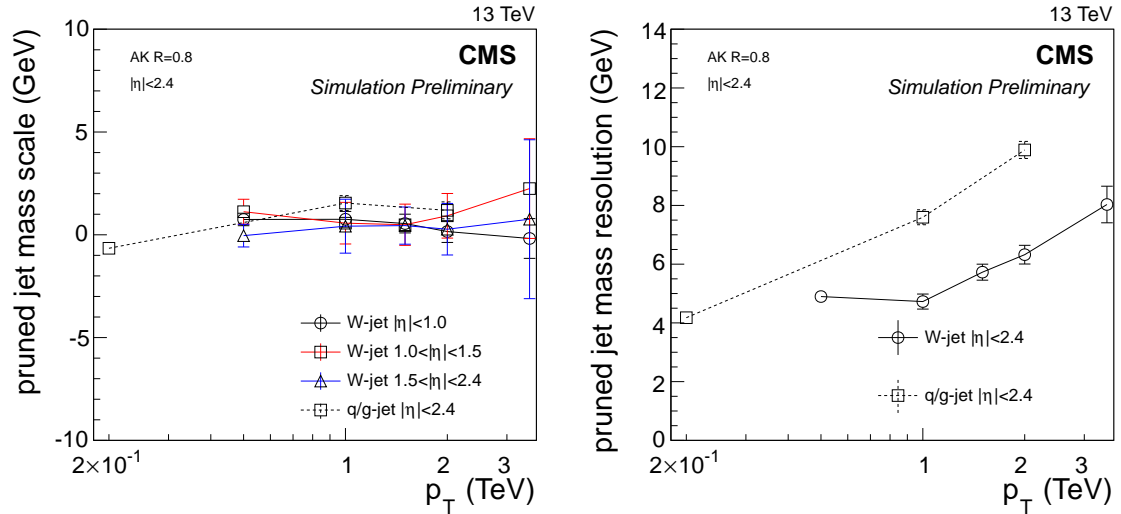 13 TeV
pruned jet mass scale (GeV)
AK R=0.8
|η|<2.4
CMS
Simulation Preliminary
10
5
0
-5
-10
W-jet |η|<1.0
W-jet 1.0<|η|<1.5
W-jet 1.5<|η|<2.4
q/g-jet |η|<2.4
2×10⁻¹ 1 2 3
p_T (TeV)
13 TeV
pruned jet mass resolution (GeV)
AK R=0.8
|η|<2.4
CMS
Simulation Preliminary
14
12
10
8
6
4
2
0
W-jet |η|<2.4
q/g-jet |η|<2.4
2×10⁻¹ 1 2 3
p_T (TeV)